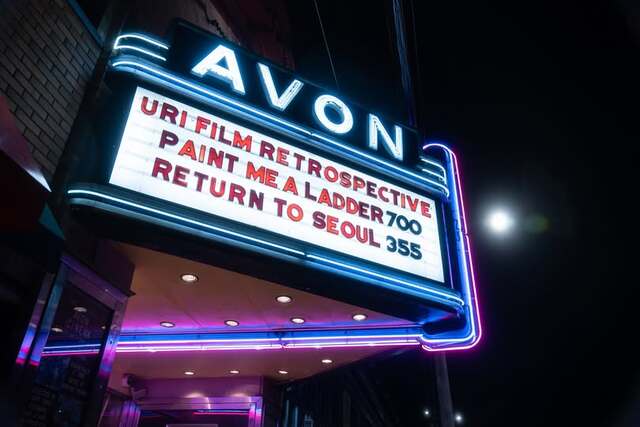 AVON
URI FILM RETROSPECTIVE
PAINT ME A LADDER 700
RETURN TO SEOUL 355